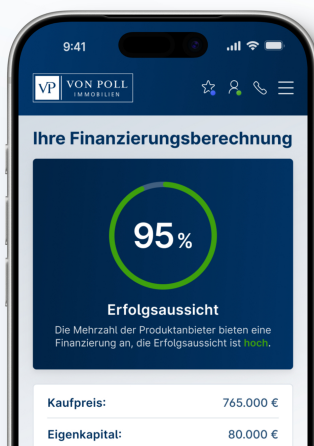 9:41
VP VON POLL
IMMOBILIEN
Ihre Finanzierungsberechnung
95%
Erfolgsaussicht
Die Mehrzahl der Produktanbieter bieten eine
Finanzierung an, die Erfolgsaussicht ist hoch.
Kaufpreis: 765.000 €
Eigenkapital: 80.000 €